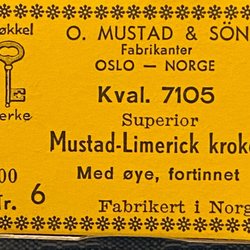 økkel
O. MUSTAD & SÖN
Fabrikanter
OSLO — NORGE
erke
Kval. 7105
Superior
Mustad-Limerick krok
00
Med øye, fortinnet
r. 6
Fabrikert i Norg